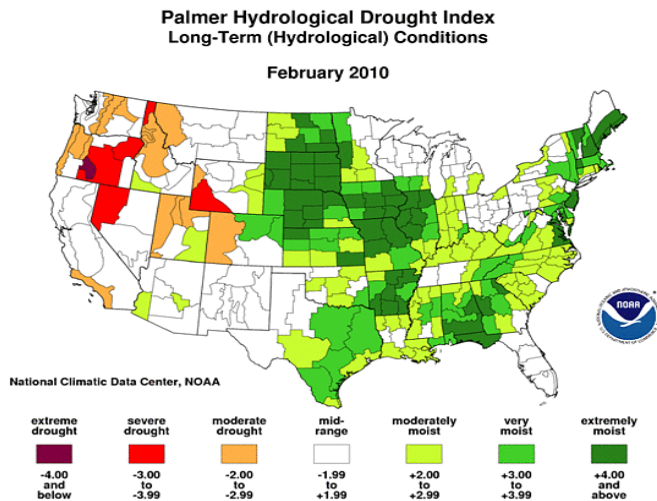 Palmer Hydrological Drought Index
Long-Term (Hydrological) Conditions
February 2010
NOAA
National Climatic Data Center, NOAA
extreme drought
severe drought
moderate drought
mid-range
moderately moist
very moist
extremely moist
-4.00 and below
-3.00 to -3.99
-2.00 to -2.99
-1.99 to +1.99
+2.00 to +2.99
+3.00 to +3.99
+4.00 and above